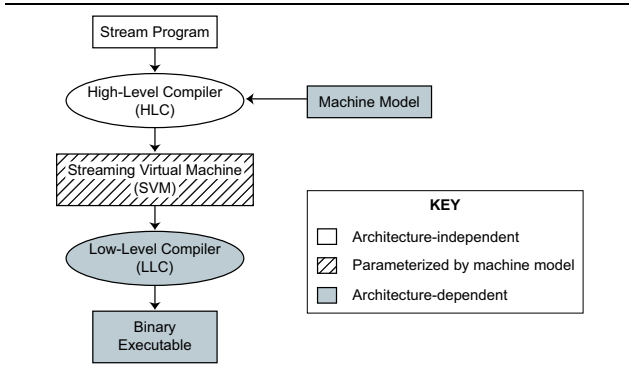 Stream Program
High-Level Compiler
(HLC)
Machine Model
Streaming Virtual Machine
(SVM)
Low-Level Compiler
(LLC)
Binary
Executable
KEY
Architecture-independent
Parameterized by machine model
Architecture-dependent